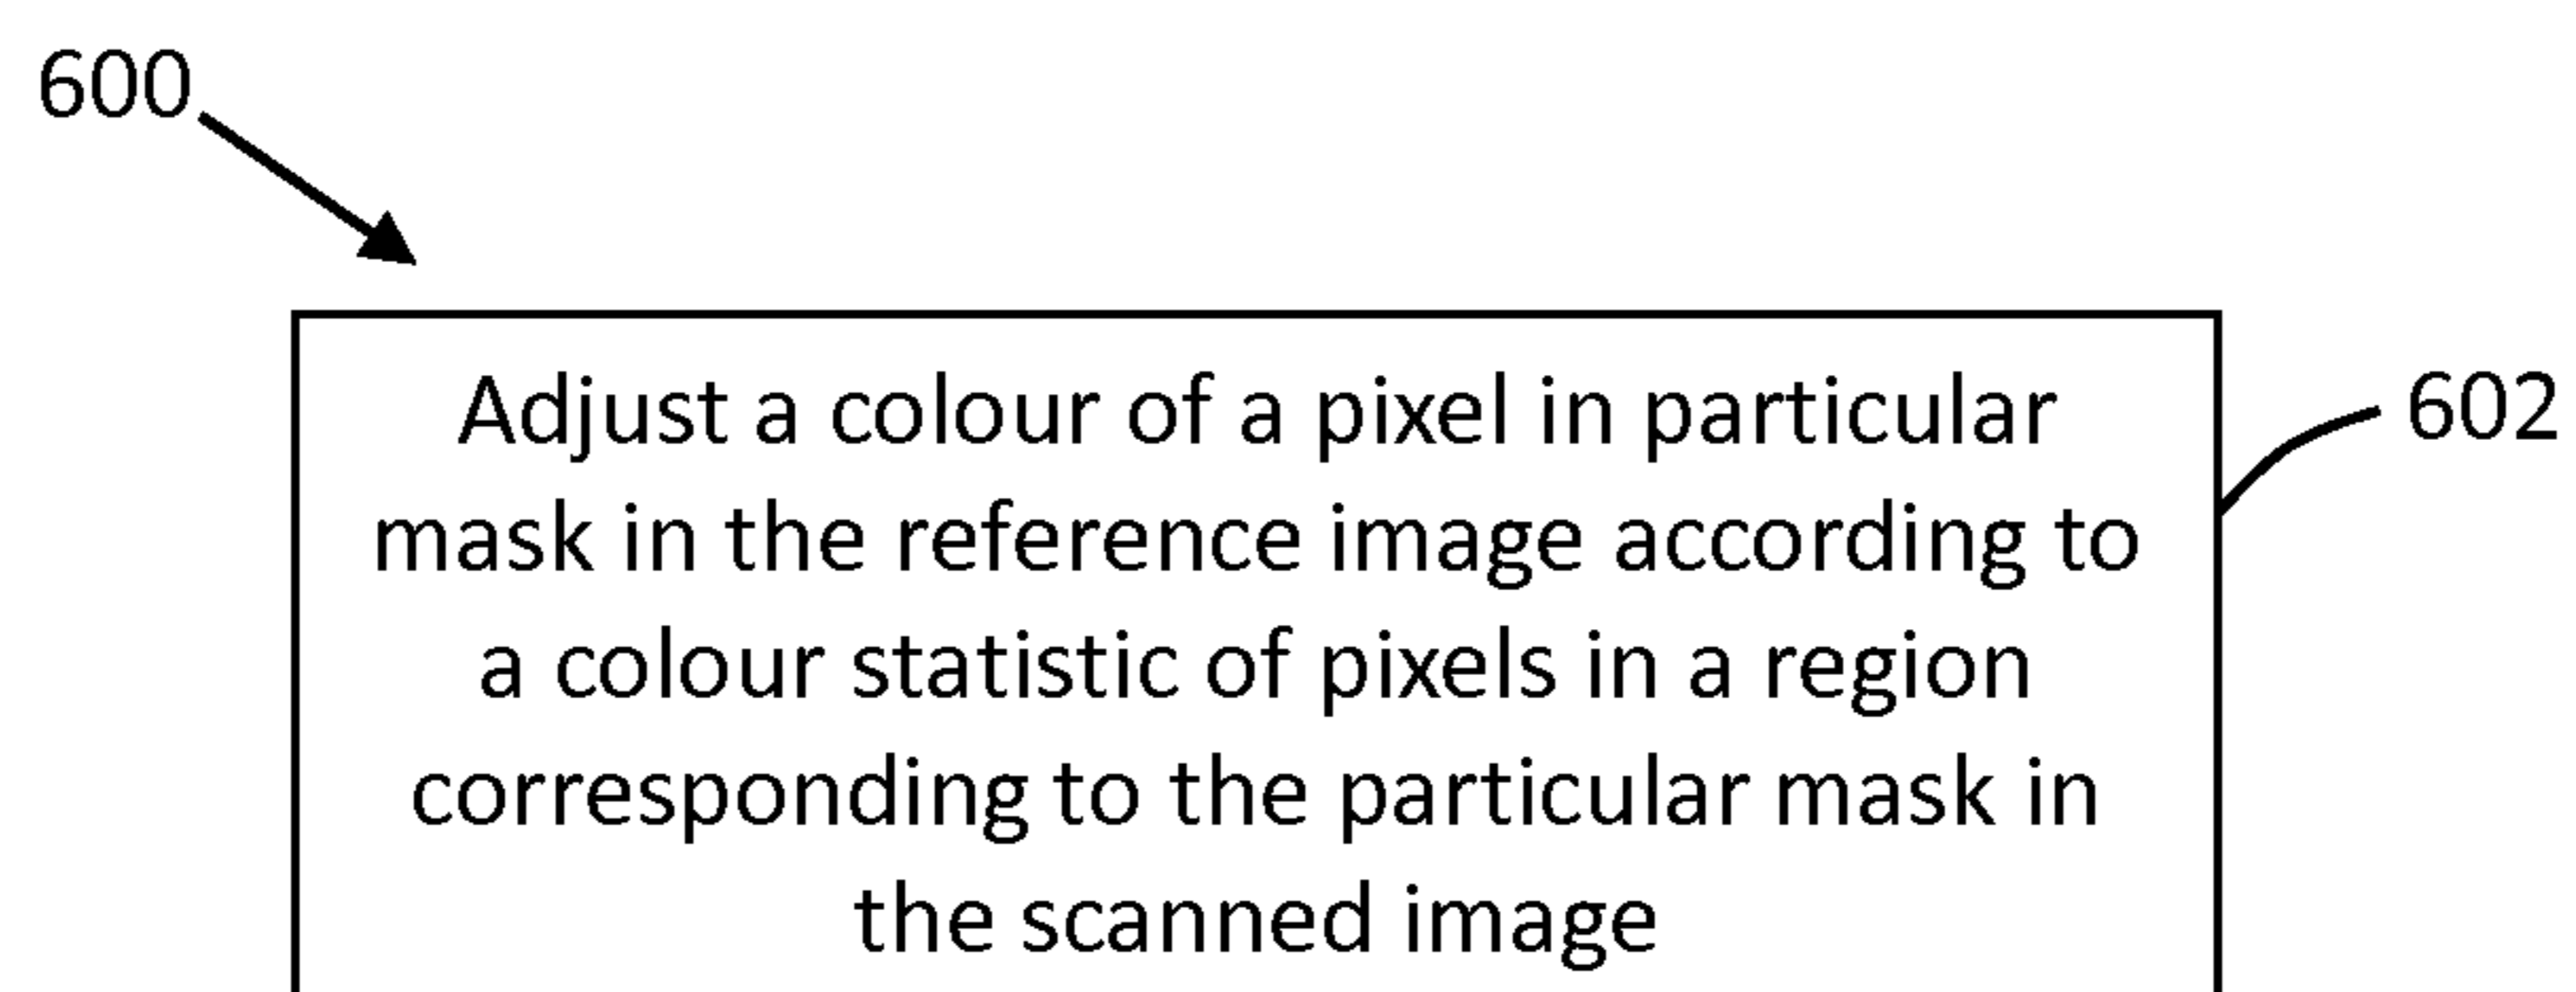 600
Adjust a colour of a pixel in particular
602
mask in the reference image according to
a colour statistic of pixels in a region
corresponding to the particular mask in
the scanned image